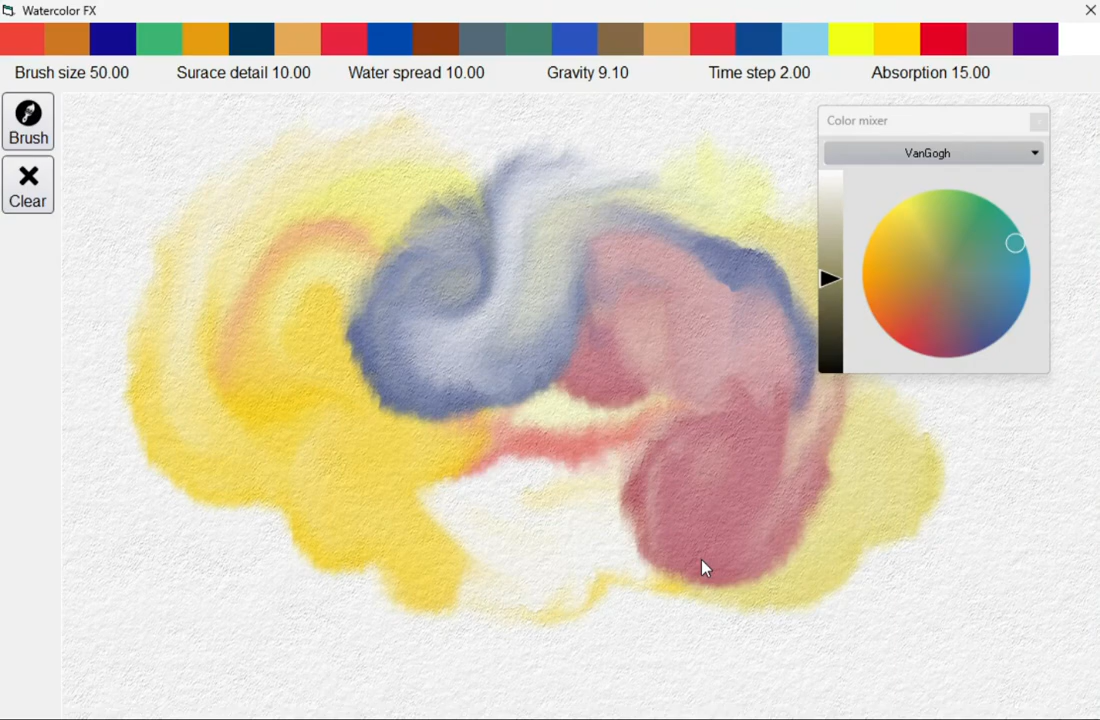 Watercolor FX
Brush size 50.00 Surace detail 10.00 Water spread 10.00 Gravity 9.10 Time step 2.00 Absorption 15.00
Brush
Clear
Color mixer
VanGogh